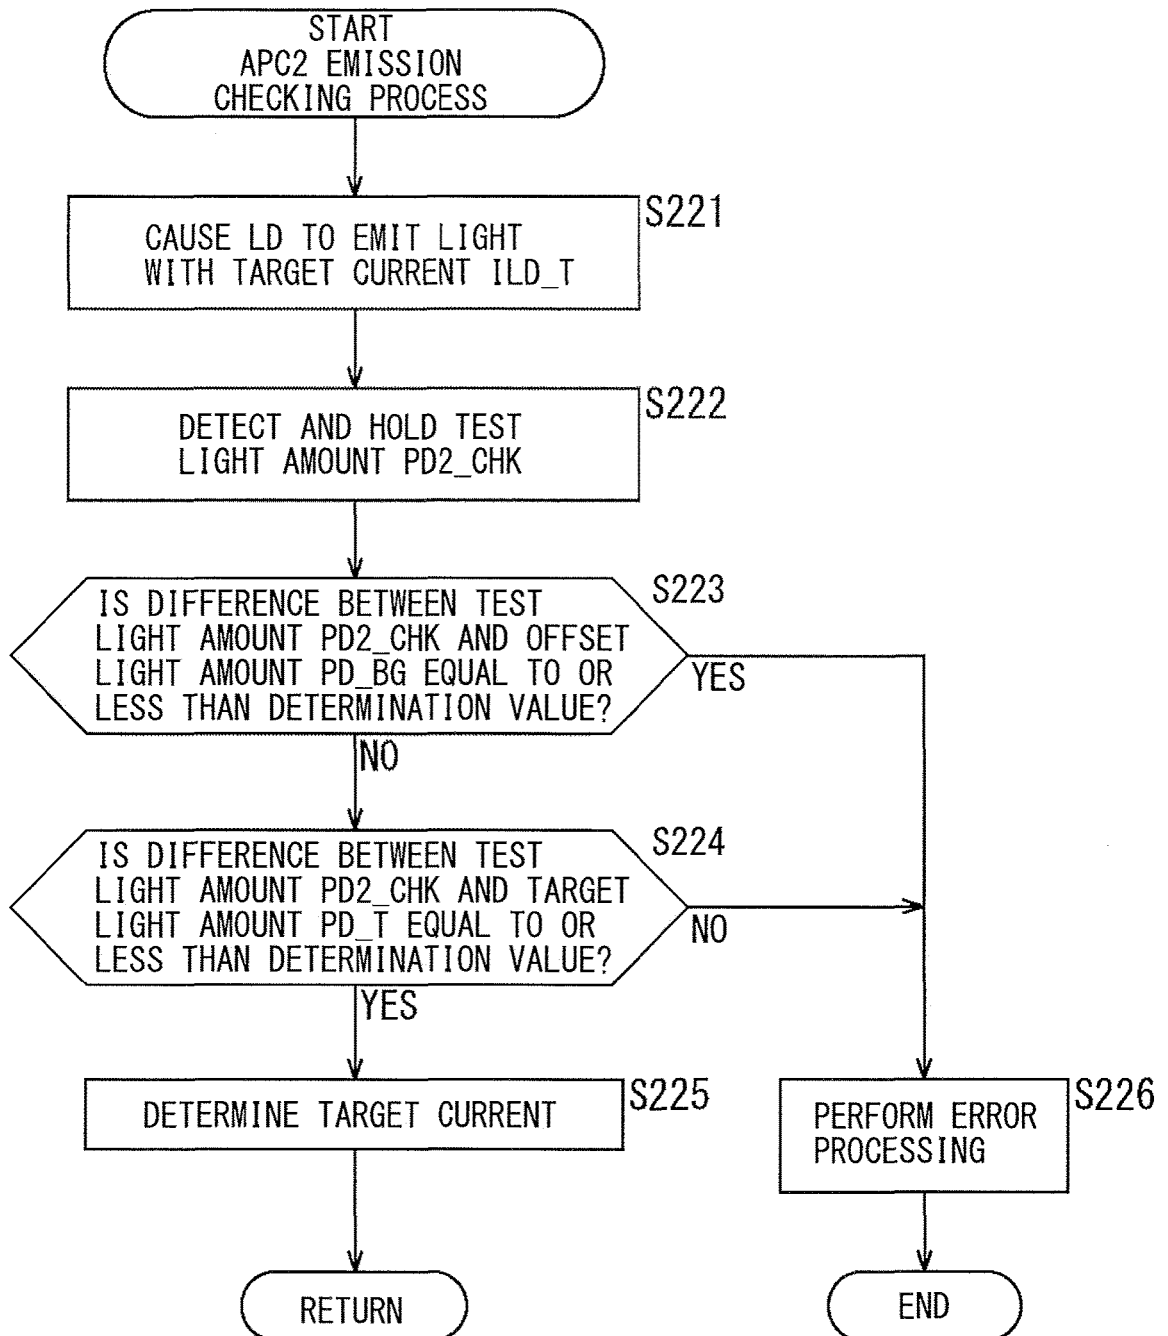 START
APC2 EMISSION
CHECKING PROCESS
S221
CAUSE LD TO EMIT LIGHT
WITH TARGET CURRENT ILD_T
S222
DETECT AND HOLD TEST
LIGHT AMOUNT PD2_CHK
S223
IS DIFFERENCE BETWEEN TEST
LIGHT AMOUNT PD2_CHK AND OFFSET
LIGHT AMOUNT PD_BG EQUAL TO OR
LESS THAN DETERMINATION VALUE?
YES
NO
S224
IS DIFFERENCE BETWEEN TEST
LIGHT AMOUNT PD2_CHK AND TARGET
LIGHT AMOUNT PD_T EQUAL TO OR
LESS THAN DETERMINATION VALUE?
NO
YES
S225
DETERMINE TARGET CURRENT
S226
PERFORM ERROR
PROCESSING
RETURN
END